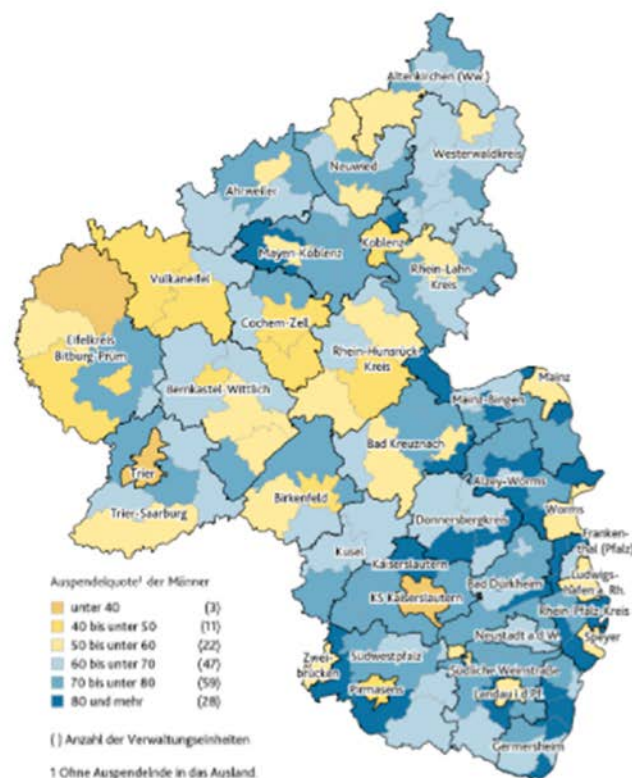 Altenkirchen (Ww.)
Westerwaldkreis
Neuwied
Ahrweiler
Mayen-Koblenz
Koblenz
Rhein-Lahn-
Kreis
Vulkaneifel
Cochem-Zell
Eifelkreis
Bitburg-Prüm
Rhein-Hunsrück-
Kreis
Bernkastel-Wittlich
Mainz
Mainz-Bingen
Bad Kreuznach
Trier
Alzey-Worms
Birkenfeld
Worms
Trier-Saarburg
Donnersbergkreis
Franken-
thal (Pfalz)
Kusel
Kaiserslautern
Ludwigs-
hafen a. Rh.
KS Kaiserslautern
Bad Dürkheim
Rhein-Pfalz-Kreis
Speyer
Neustadt a.d.W.
Zwei-
brücken
Südwestpfalz
Südliche Weinstraße
Pirmasens
Landau i.d.Pf.
Germersheim
Auspendelquote¹ der Männer
unter 40 (3)
40 bis unter 50 (11)
50 bis unter 60 (22)
60 bis unter 70 (47)
70 bis unter 80 (59)
80 und mehr (28)
( ) Anzahl der Verwaltungseinheiten
1 Ohne Auspendelnde in das Ausland.